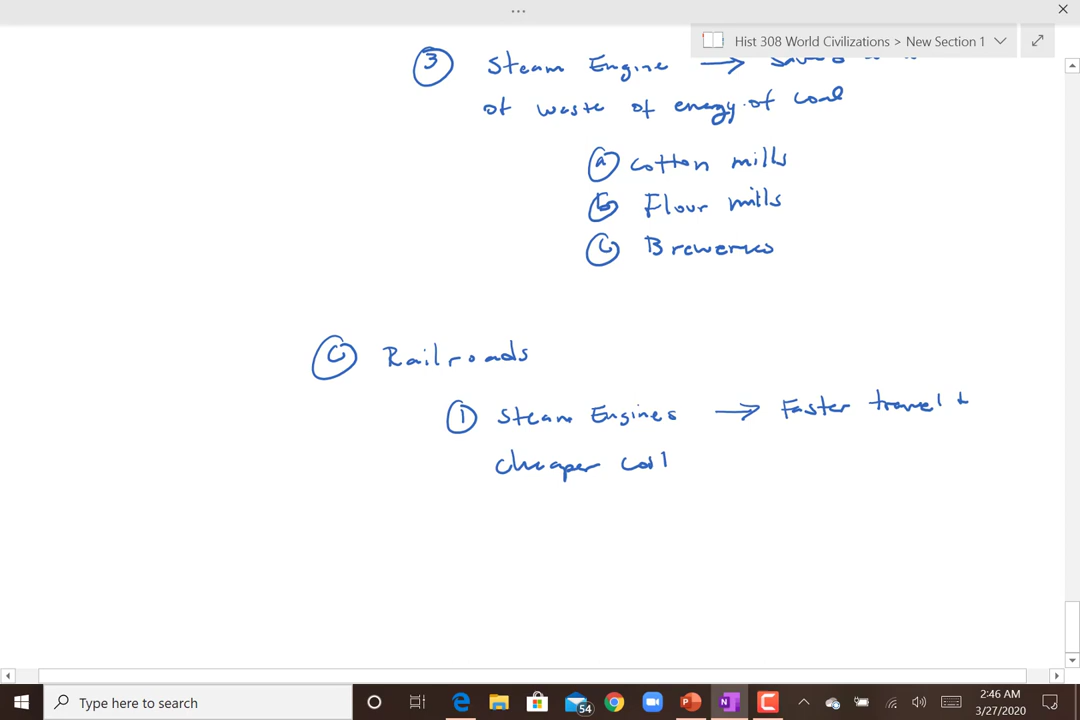 Hist 308 World Civilizations > New Section 1
3 Steam Engine →
of waste of energy of coal
a cotton mills
b Flour mills
c Breweries
C Railroads
1 Steam Engines → Faster travel +
cheaper coal
Type here to search
54
2:46 AM
3/27/2020